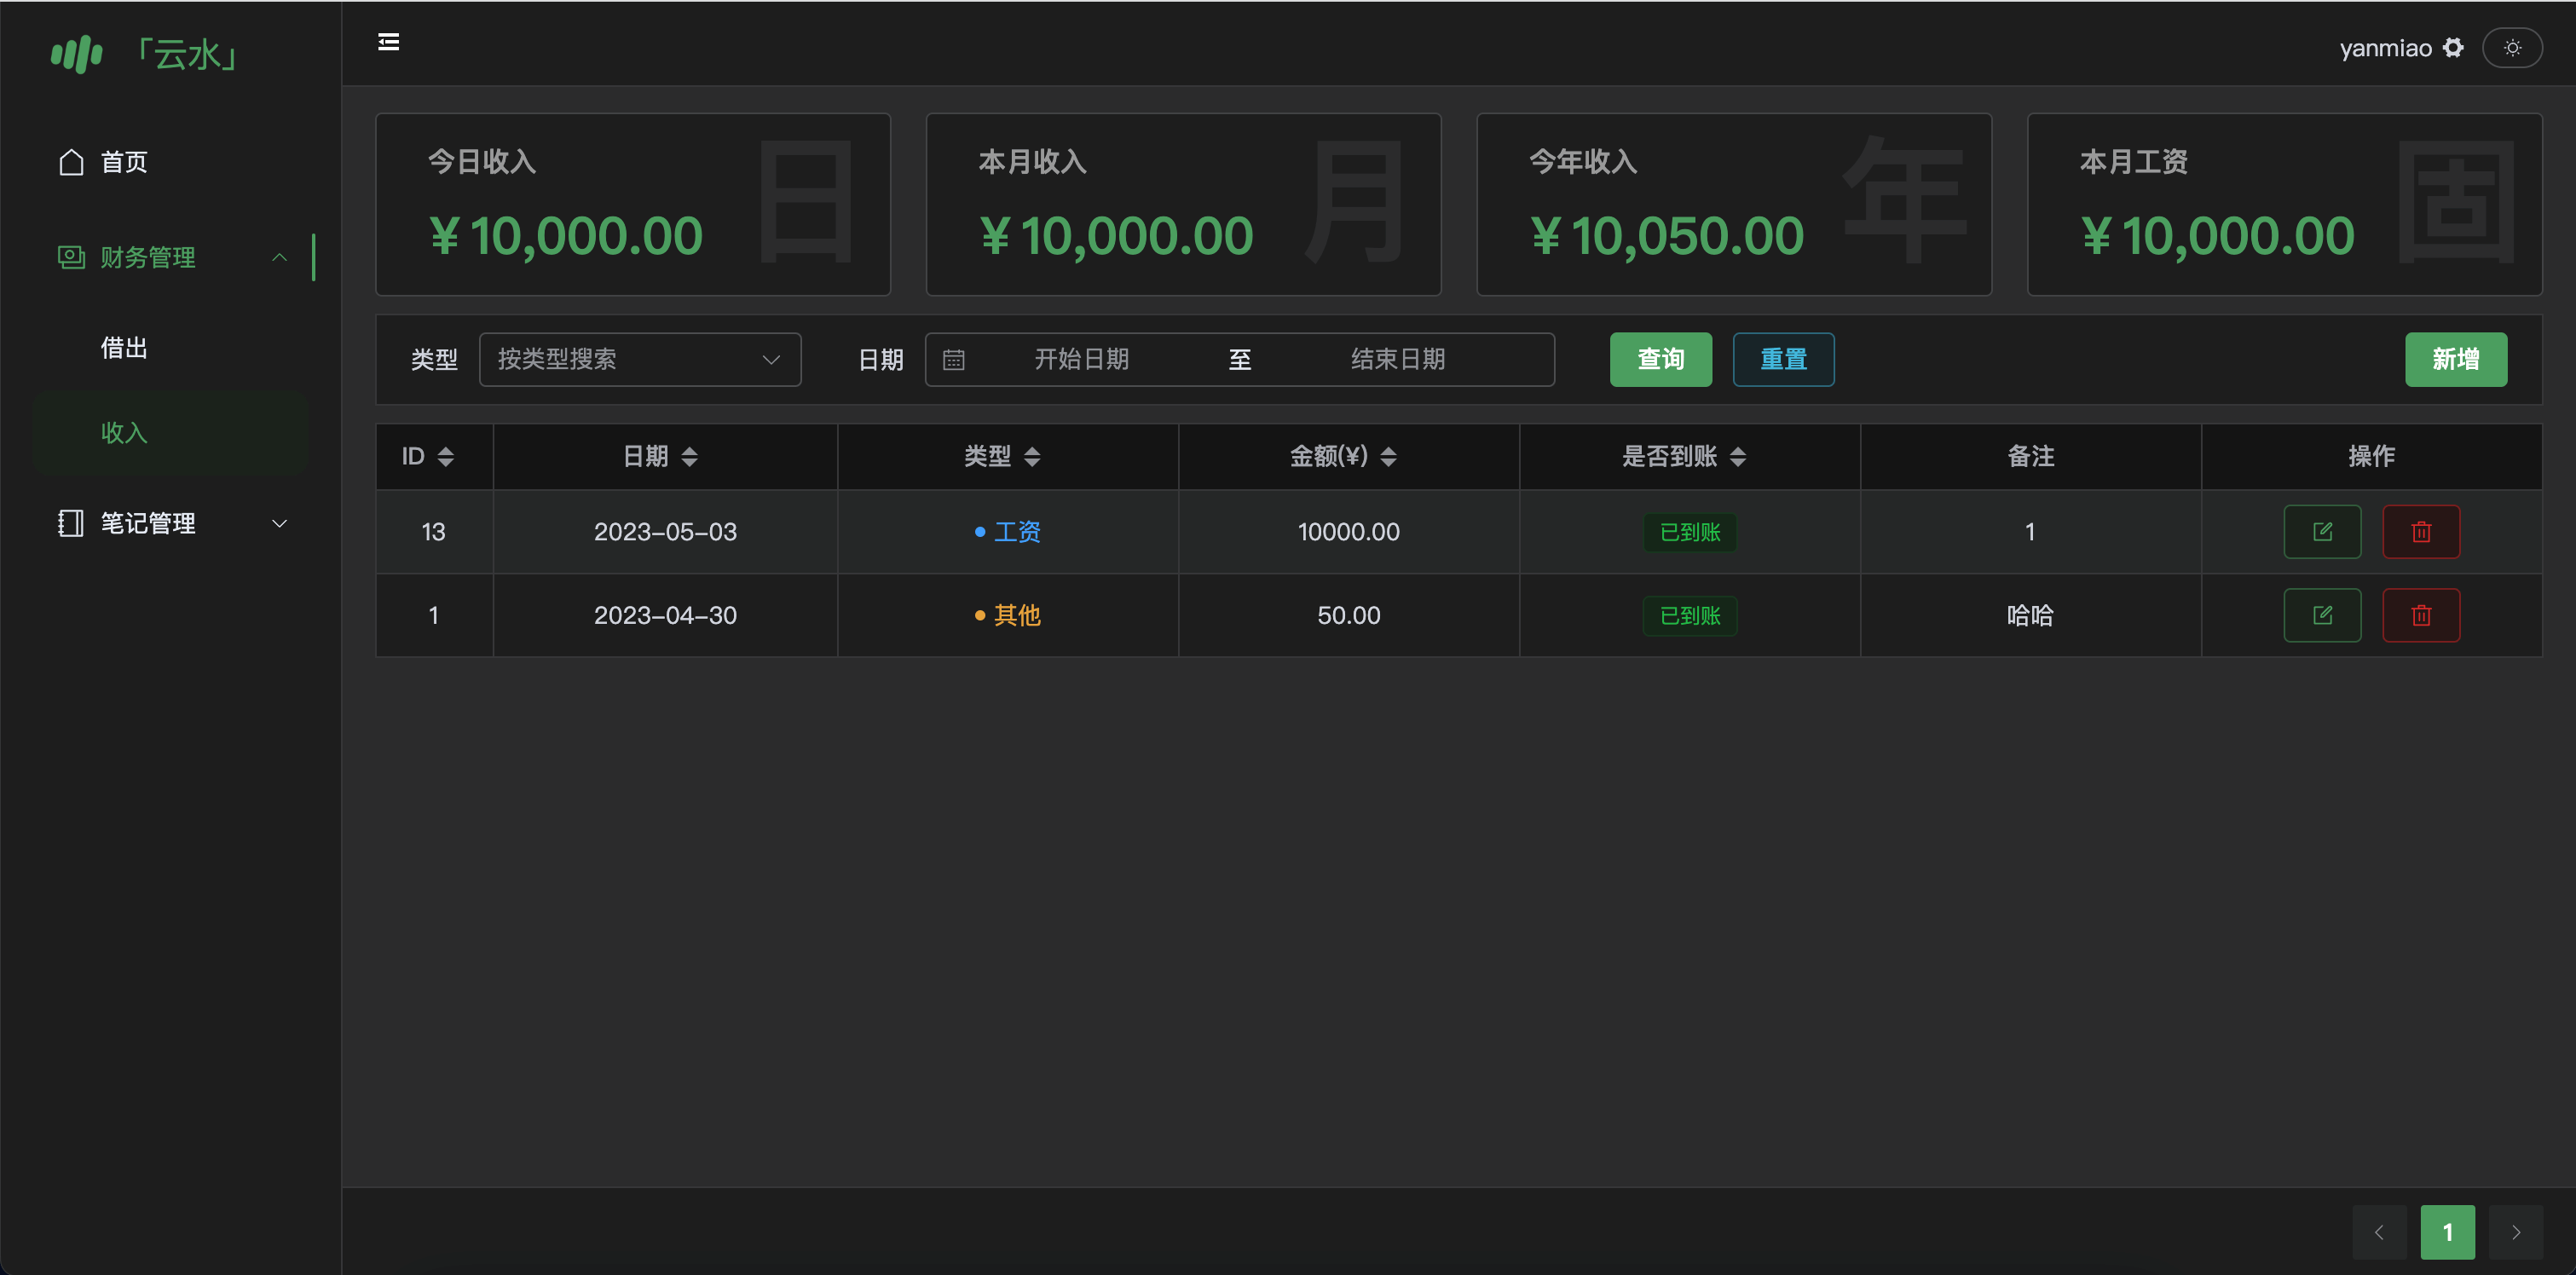 「云水」
yanmiao
首页
财务管理
借出
收入
笔记管理
今日收入 日
¥ 10,000.00
本月收入 月
¥ 10,000.00
今年收入 年
¥ 10,050.00
本月工资 固
¥ 10,000.00
类型 按类型搜索 日期 开始日期 至 结束日期 查询 重置 新增
ID 日期 类型 金额(¥) 是否到账 备注 操作
13 2023-05-03 工资 10000.00 已到账 1
1 2023-04-30 其他 50.00 已到账 哈哈
1